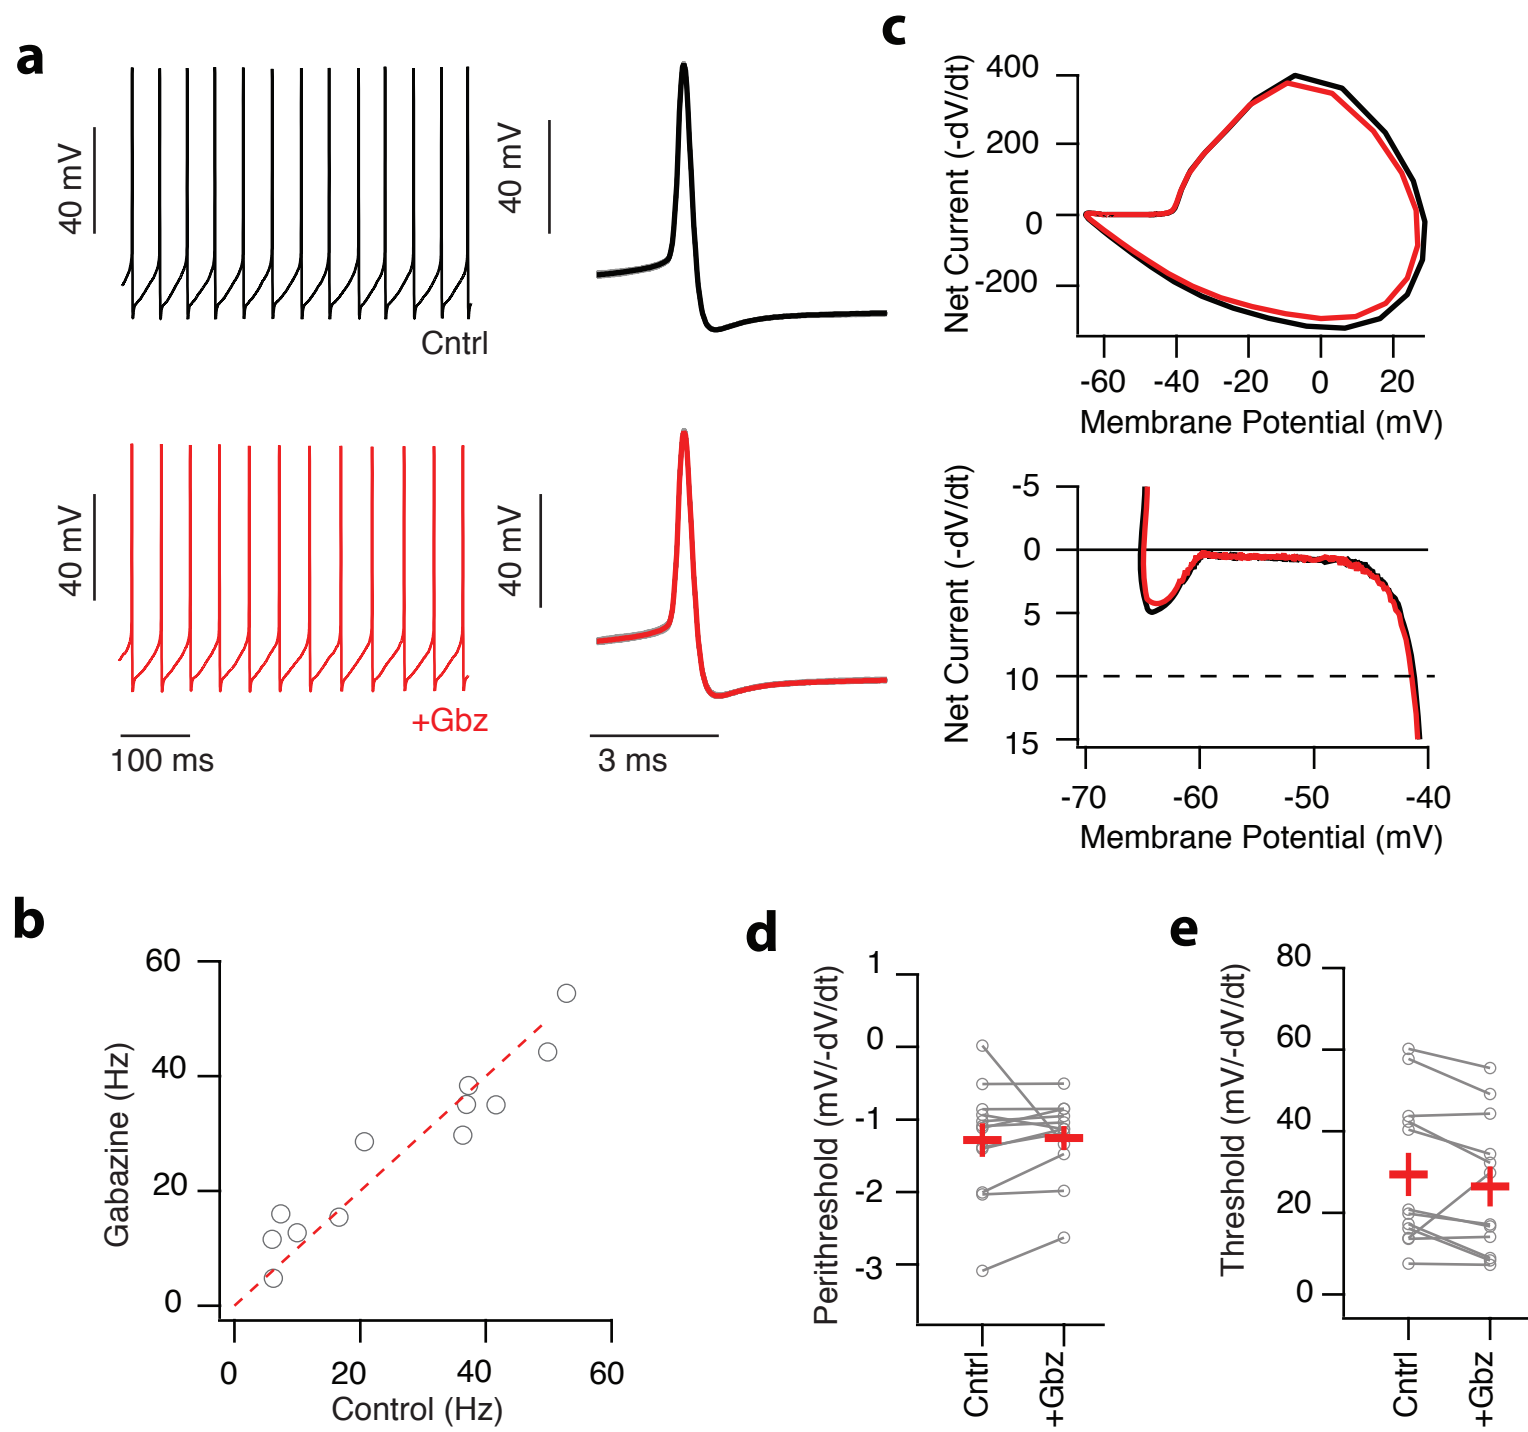 a
40 mV
40 mV
Cntrl
40 mV
40 mV
+Gbz
100 ms
3 ms
c
Net Current (-dV/dt)
400
200
0
-200
-60 -40 -20 0 20
Membrane Potential (mV)
Net Current (-dV/dt)
-5
0
5
10
15
-70 -60 -50 -40
Membrane Potential (mV)
b
Gabazine (Hz)
60
40
20
0
0 20 40 60
Control (Hz)
d
Perithreshold (mV/-dV/dt)
1
0
-1
-2
-3
Cntrl
+Gbz
e
Threshold (mV/-dV/dt)
80
60
40
20
0
Cntrl
+Gbz